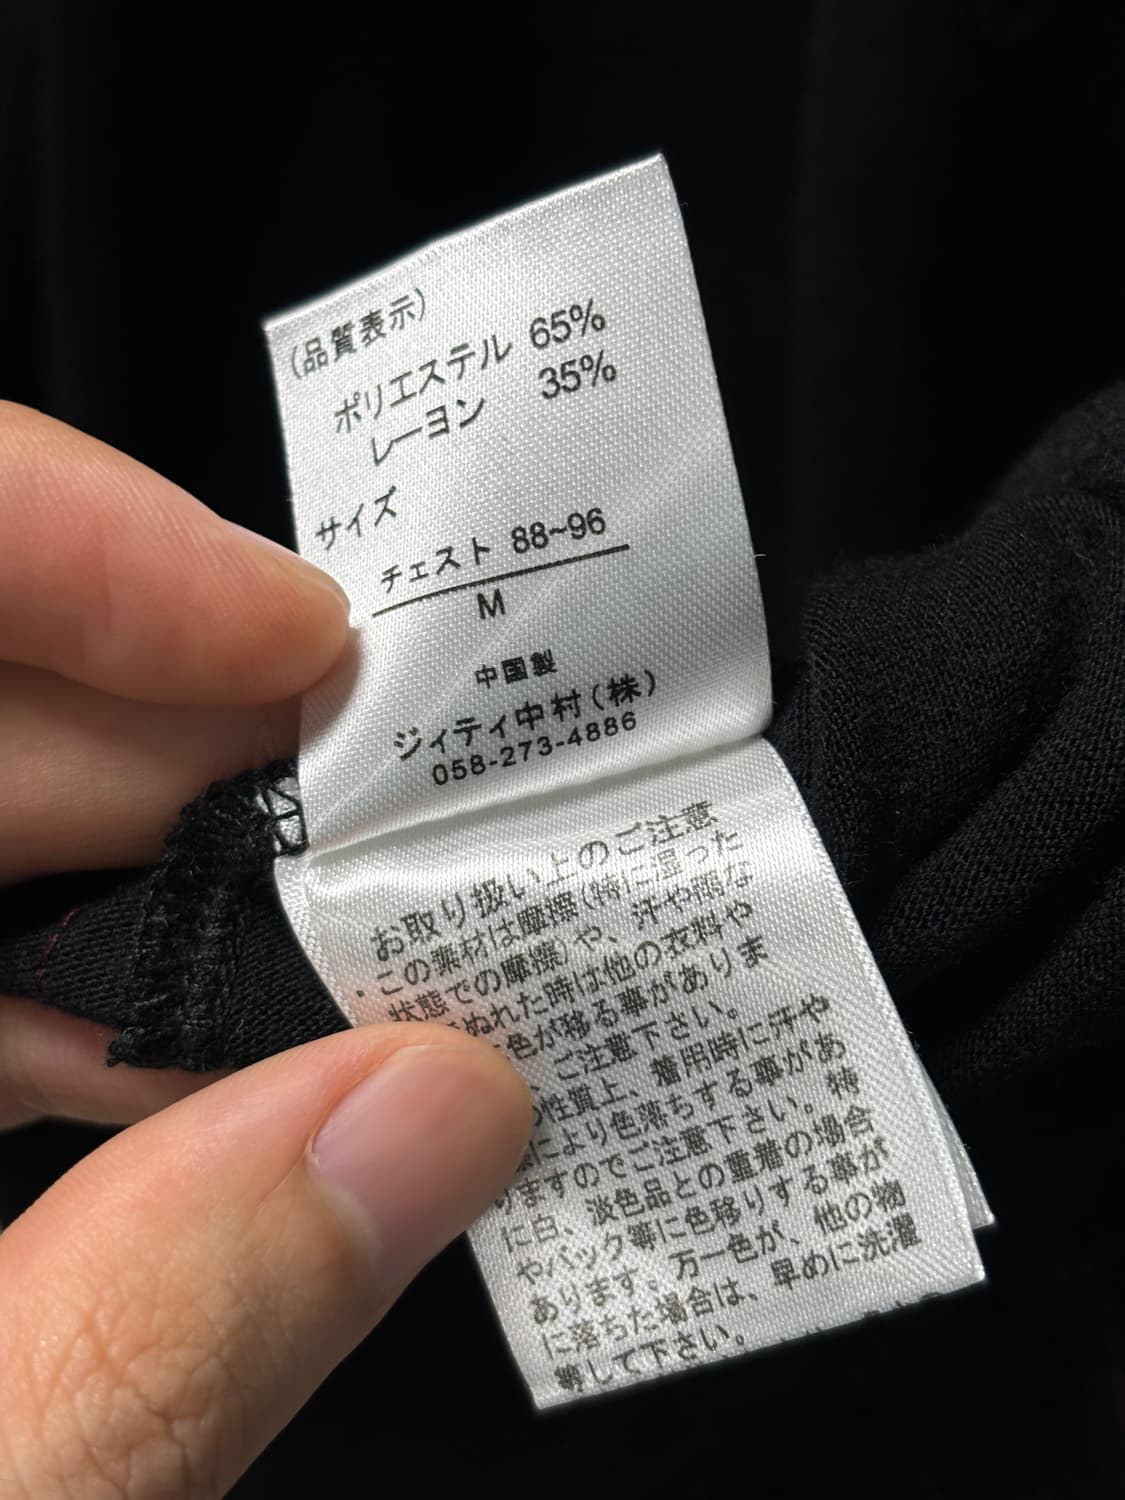 (品質表示)
ポリエステル 65%
レーヨン 35%
サイズ
チェスト 88~96
M
中国製
ジィティ中村(株)
058-273-4886
お取り扱い上のご注意
・この素材は摩擦(特に湿った
状態での摩擦)や、汗や雨な
ぬれた時は他の衣料や
色が移る事がありま
、ご注意下さい。
の性質上、着用時に汗や
により色落ちする事があ
りますのでご注意下さい。特
に白、淡色品との重着の場合
やバック等に色移りする事が
あります。万一色が、他の物
に落ちた場合は、早めに洗濯
等して下さい。